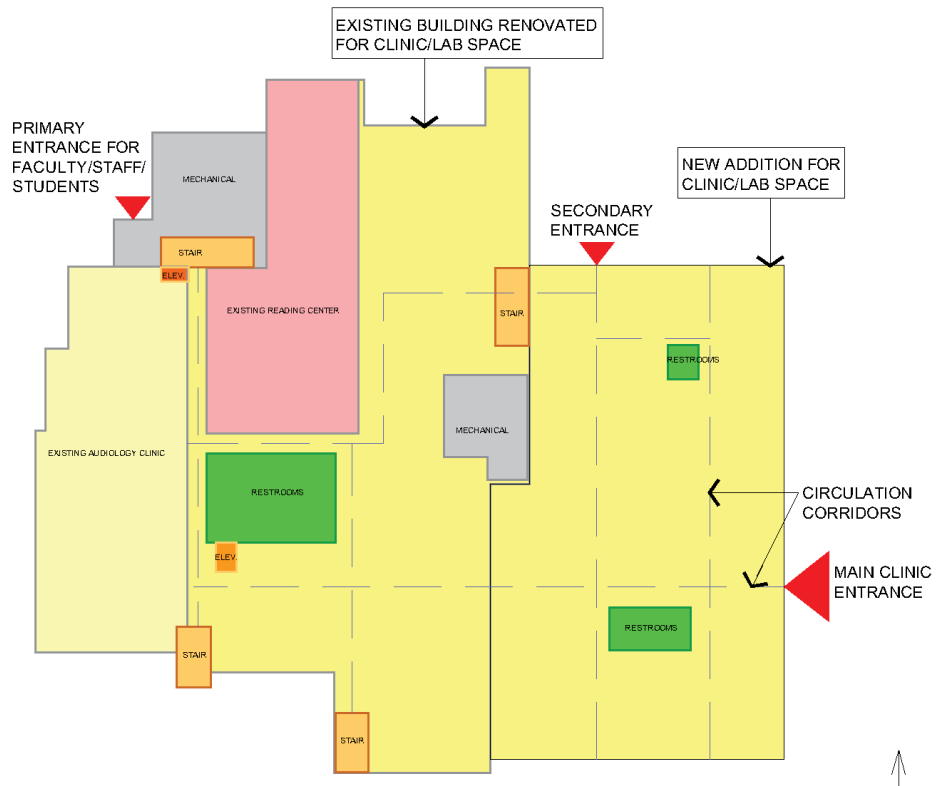 EXISTING BUILDING RENOVATED
FOR CLINIC/LAB SPACE
PRIMARY
ENTRANCE FOR
FACULTY/STAFF/
STUDENTS
MECHANICAL
NEW ADDITION FOR
CLINIC/LAB SPACE
SECONDARY
ENTRANCE
STAIR
ELEV.
EXISTING READING CENTER
STAIR
RESTROOMS
MECHANICAL
EXISTING AUDIOLOGY CLINIC
RESTROOMS
CIRCULATION
CORRIDORS
ELEV.
MAIN CLINIC
ENTRANCE
RESTROOMS
STAIR
STAIR